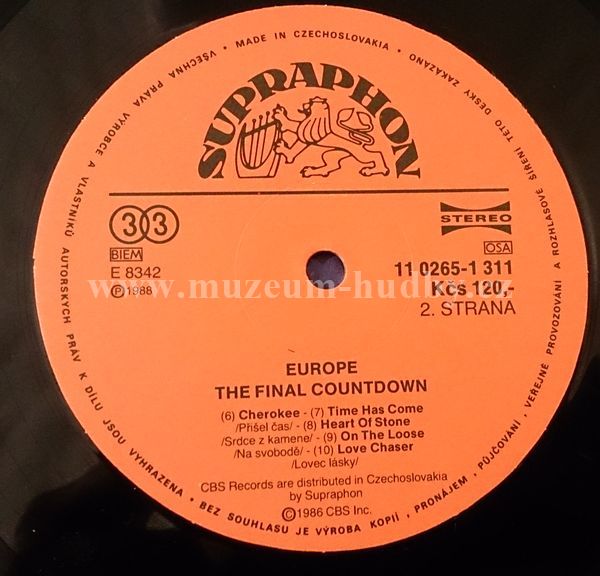 VŠECHNA PRÁVA VÝROBCE A VLASTNÍKŮ AUTORSKÝCH PRÁV K DÍLU JSOU VYHRAZENA • BEZ SOUHLASU JE VÝROBA KOPIÍ, PRONÁJEM, PŮJČOVÁNÍ, VEŘEJNÉ PROVOZOVÁNÍ A ROZHLASOVÉ ŠÍŘENÍ TÉTO DESKY ZAKÁZÁNO • MADE IN CZECHOSLOVAKIA •
SUPRAPHON
33
STEREO
BIEM
OSA
E 8342
11 0265-1 311
Ⓟ 1988
Kčs 120,-
www.muzeum-hudby.cz
2. STRANA
EUROPE
THE FINAL COUNTDOWN
(6) Cherokee - (7) Time Has Come
/Přišel čas/ - (8) Heart Of Stone
/Srdce z kamene/ - (9) On The Loose
/Na svobodě/ - (10) Love Chaser
/Lovec lásky/
CBS Records are distributed in Czechoslovakia
by Supraphon
©1986 CBS Inc.